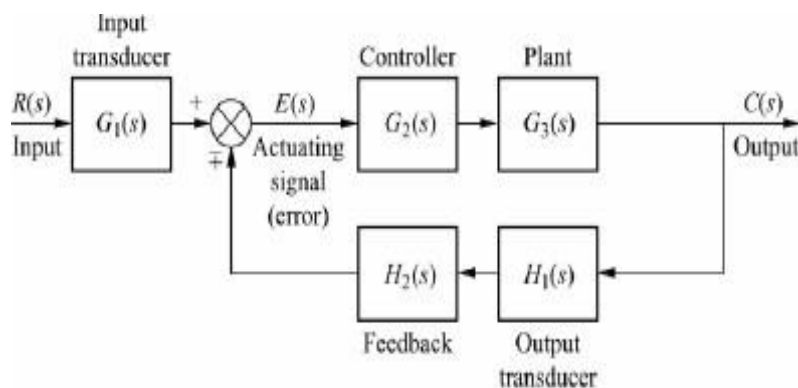 Input
transducer
Controller
Plant
R(s)
Input
G1(s)
+
E(s)
Actuating
signal
(error)
G2(s)
G3(s)
C(s)
Output
∓
H2(s)
H1(s)
Feedback
Output
transducer